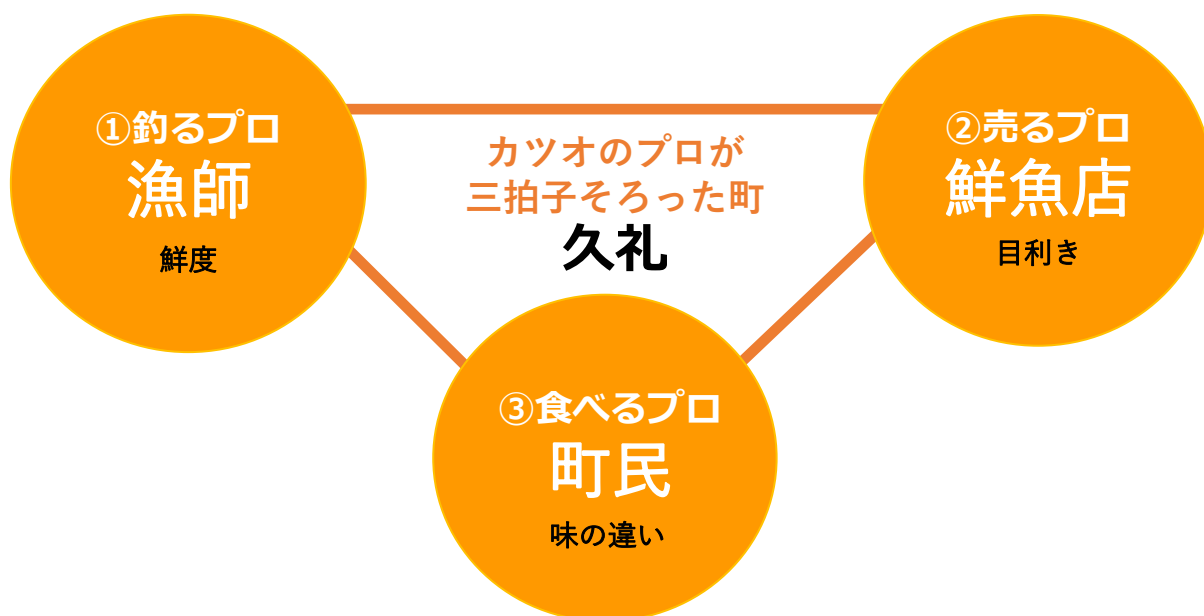 ①釣るプロ
漁師
鮮度
カツオのプロが
三拍子そろった町
久礼
②売るプロ
鮮魚店
目利き
③食べるプロ
町民
味の違い